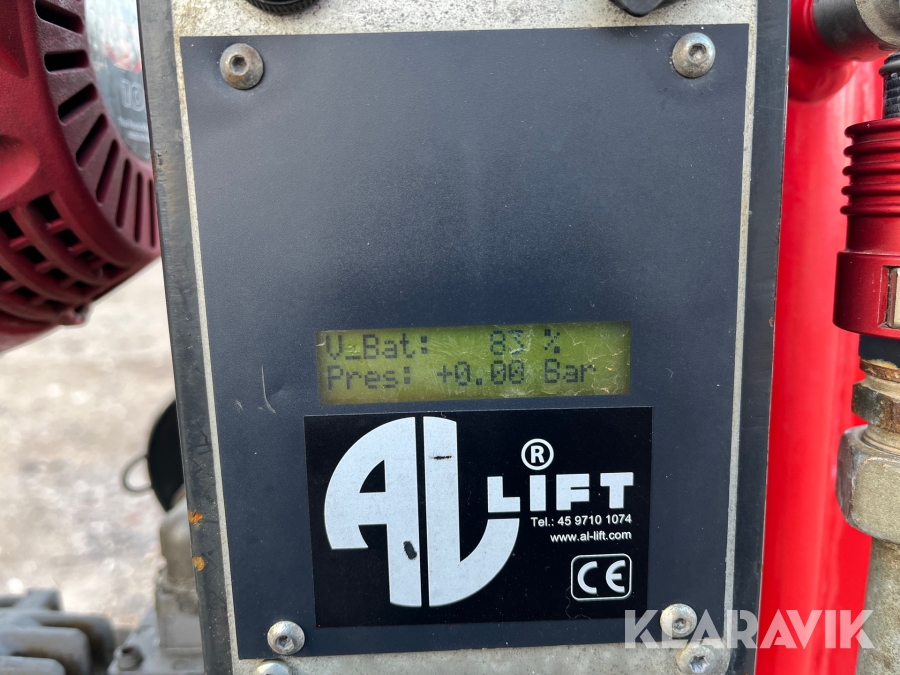 V_Bat: 83 %
Pres: +0.00 Bar
AL LIFT ®
Tel.: 45 9710 1074
www.al-lift.com
CE
KLARAVIK